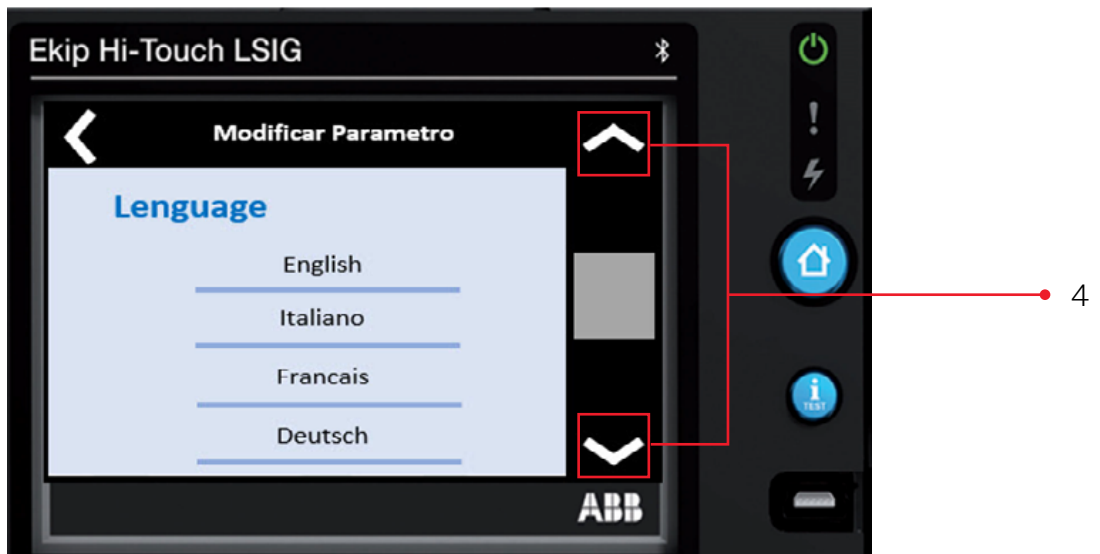 Ekip Hi-Touch LSIG
Modificar Parametro
Lenguage
English
Italiano
Francais
Deutsch
4
i
TEST
ABB